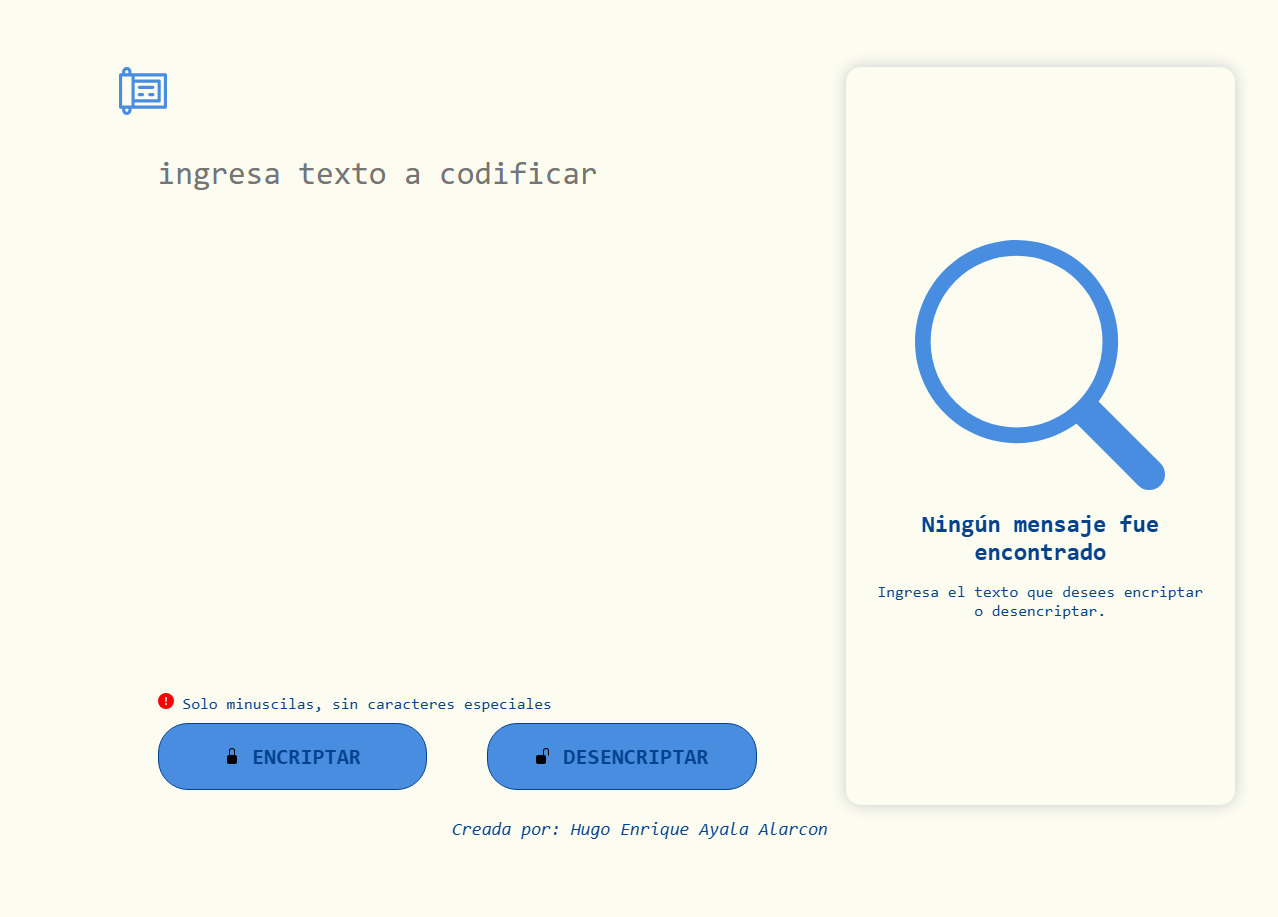 ingresa texto a codificar
Ningún mensaje fue
encontrado
Ingresa el texto que desees encriptar
o desencriptar.
Solo minuscilas, sin caracteres especiales
ENCRIPTAR
DESENCRIPTAR
Creada por: Hugo Enrique Ayala Alarcon